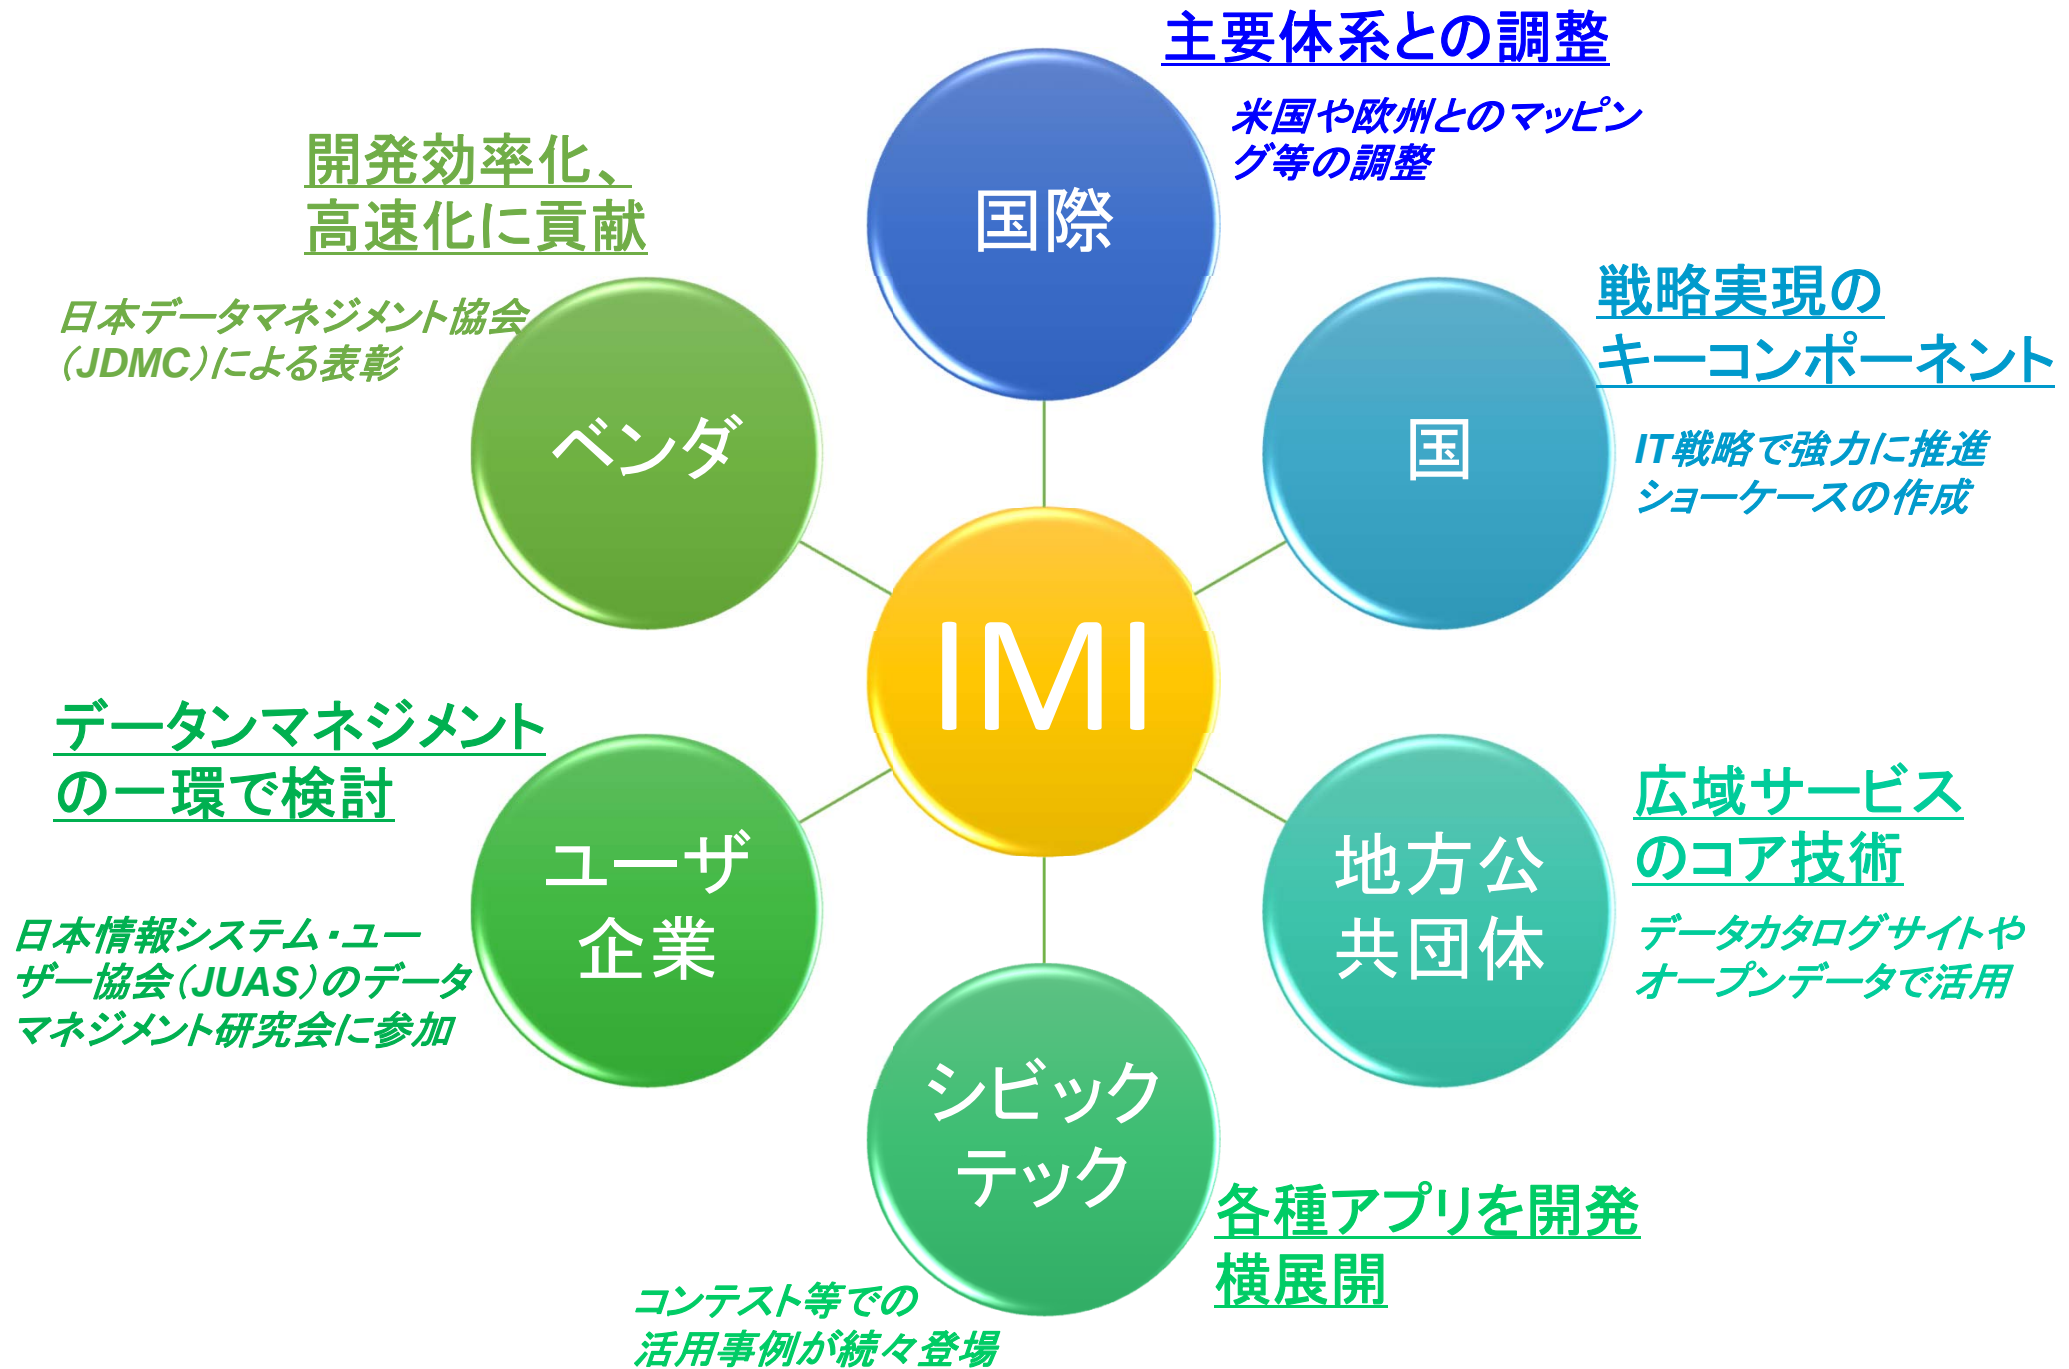 主要体系との調整
米国や欧州とのマッピン
グ等の調整
国際
開発効率化、
高速化に貢献
日本データマネジメント協会
（JDMC）による表彰
ベンダ
戦略実現の
キーコンポーネント
IT戦略で強力に推進
ショーケースの作成
国
IMI
データンマネジメント
の一環で検討
日本情報システム・ユー
ザー協会（JUAS）のデータ
マネジメント研究会に参加
ユーザ
企業
広域サービス
のコア技術
データカタログサイトや
オープンデータで活用
地方公
共団体
シビック
テック
各種アプリを開発
横展開
コンテスト等での
活用事例が続々登場